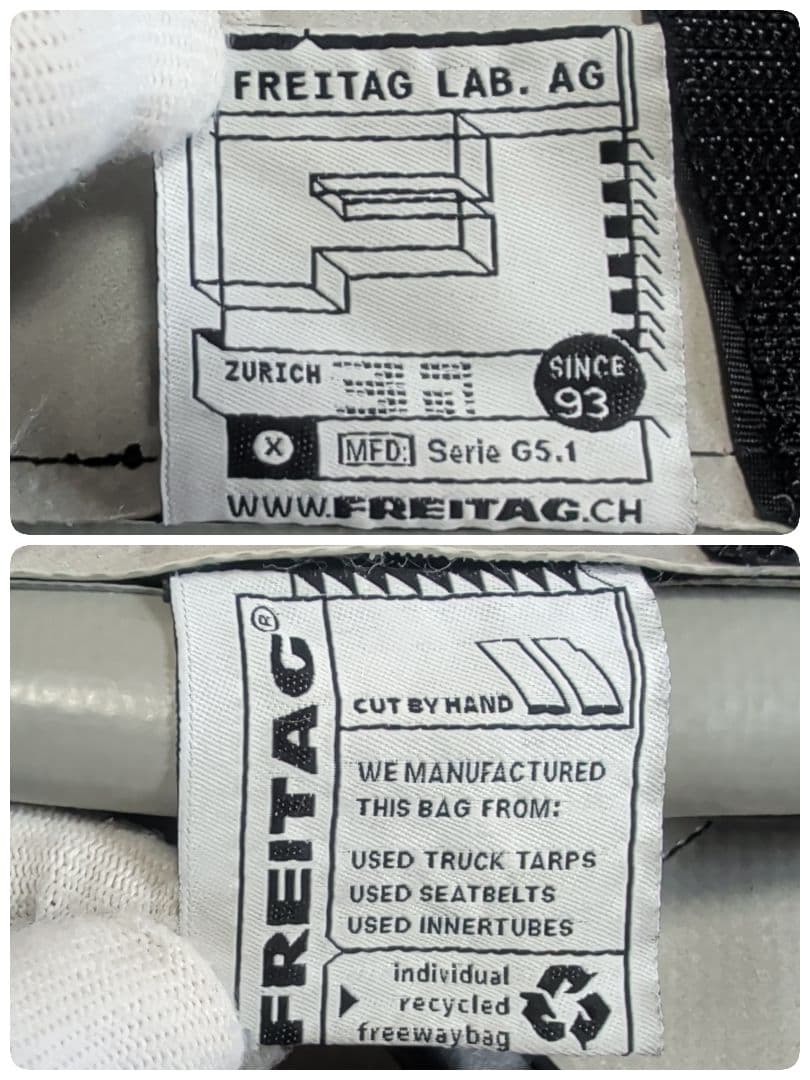 FREITAG LAB. AG
ZURICH
SINCE
93
X MFD: Serie G5.1
WWW.FREITAG.CH
FREITAG®
CUT BY HAND
WE MANUFACTURED
THIS BAG FROM:
USED TRUCK TARPS
USED SEATBELTS
USED INNERTUBES
individual
recycled
freewaybag